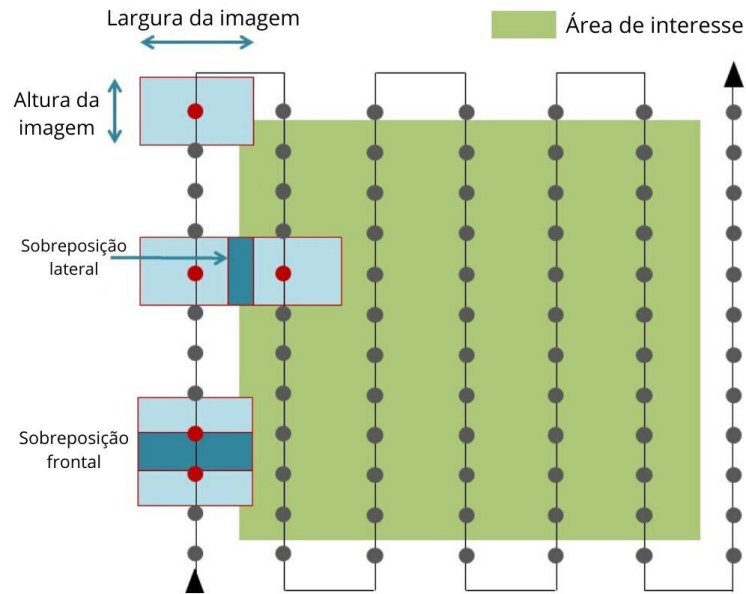 Largura da imagem
Área de interesse
Altura da
imagem
Sobreposição
lateral
Sobreposição
frontal